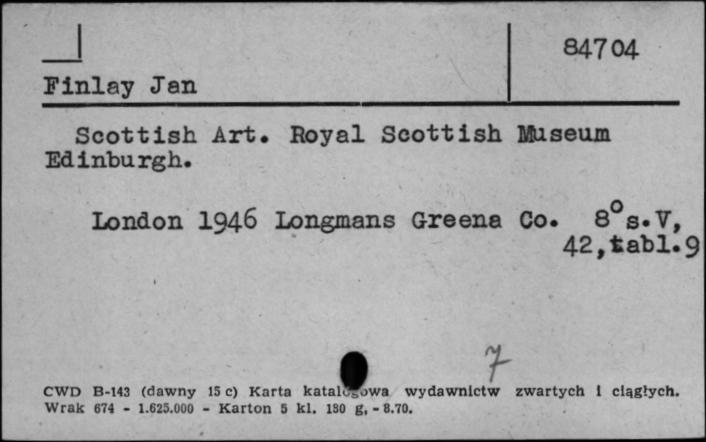 84704
Finlay Jan
Scottish Art. Royal Scottish Museum
Edinburgh.
London 1946 Longmans Greena Co. 8° s.V,
42,tabl.9
7
CWD B-143 (dawny 15 c) Karta katalogowa wydawnictw zwartych i ciągłych.
Wrak 674 - 1.625.000 - Karton 5 kl. 180 g, - 8.70.